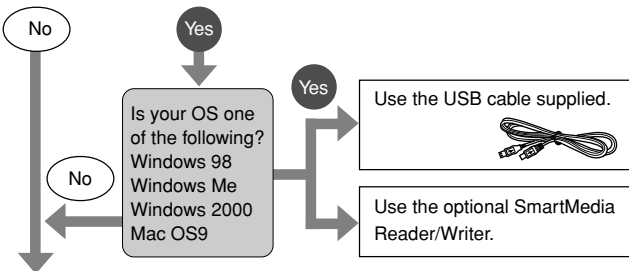 No
Yes
Is your OS one
of the following?
Windows 98
Windows Me
Windows 2000
Mac OS9
No
Yes
Use the USB cable supplied.
Use the optional SmartMedia
Reader/Writer.